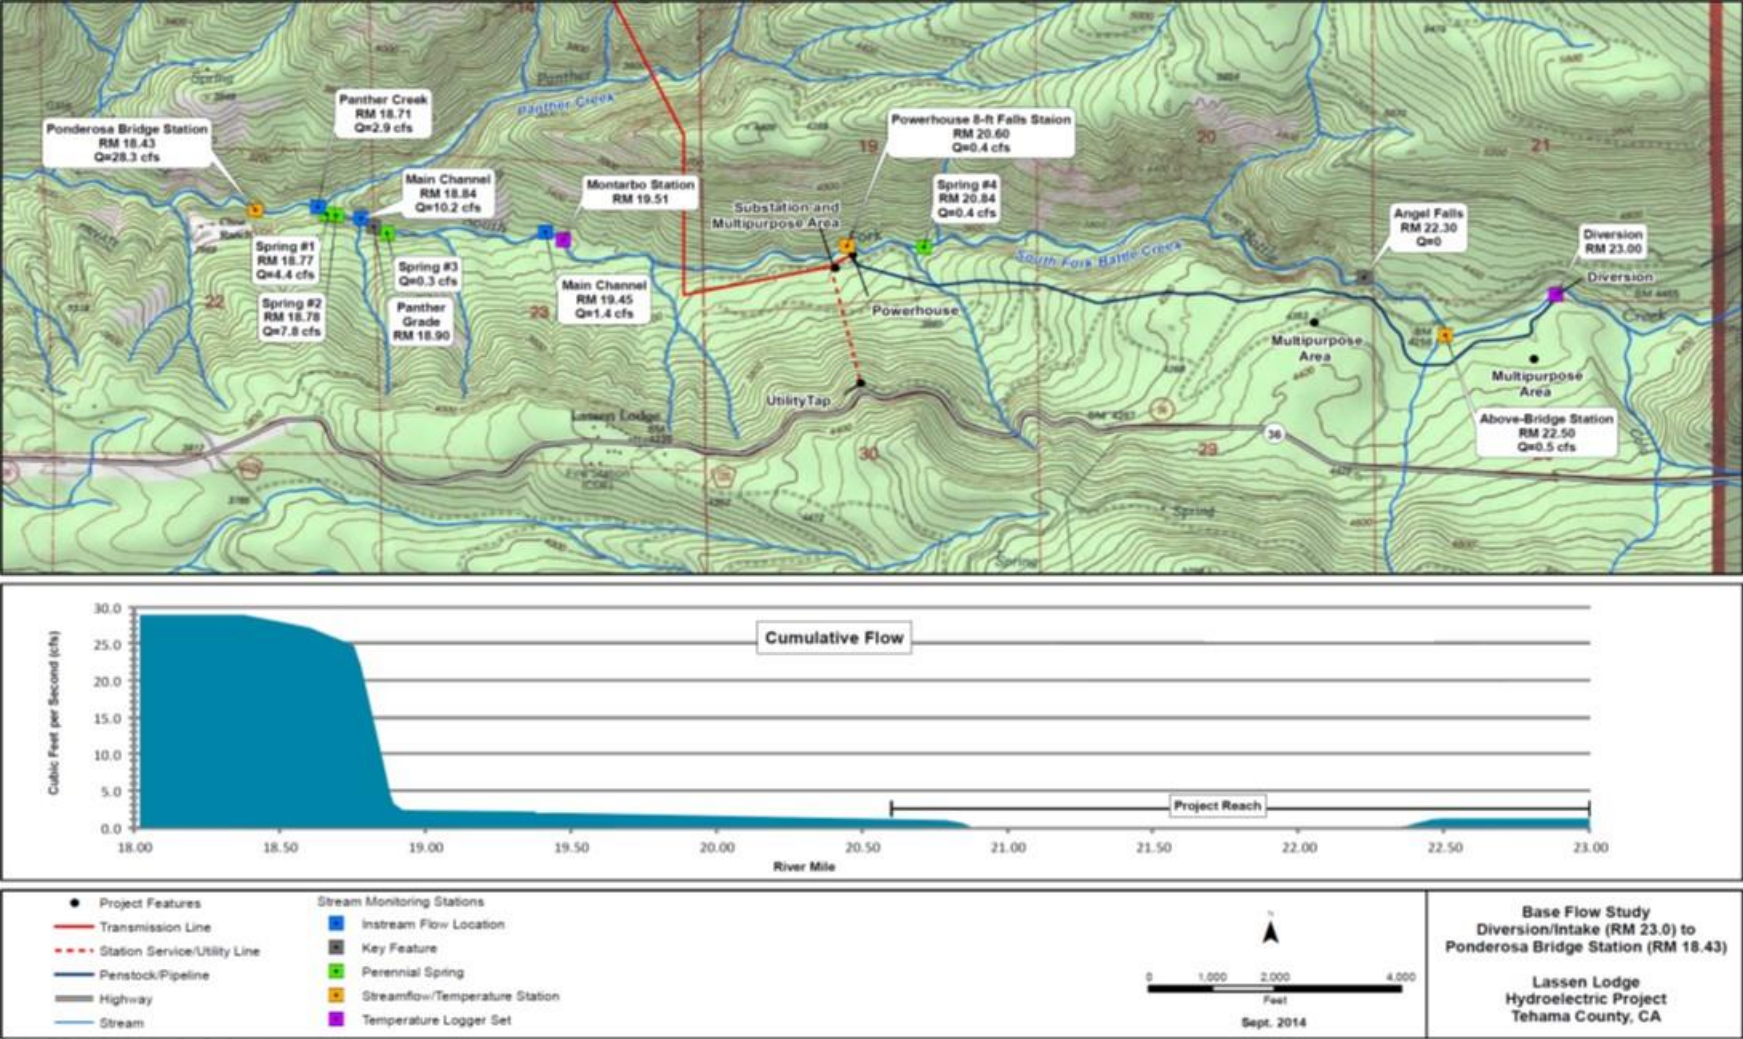 Panther
Panther Creek
Spring
Panther Creek
RM 18.71
Q=2.9 cfs
Ponderosa Bridge Station
RM 18.43
Q=28.3 cfs
Powerhouse 8-ft Falls Staion
RM 20.60
Q=0.4 cfs
19
20
21
Main Channel
RM 18.84
Q=10.2 cfs
Montarbo Station
RM 19.51
Spring #4
RM 20.84
Q=0.4 cfs
Substation and
Multipurpose Area
Angel Falls
RM 22.30
Q=0
Diversion
RM 23.00
Diversion
South
Fork
South Fork Battle Creek
Creek
PRIVATE
Ranch
Spring #1
RM 18.77
Q=4.4 cfs
Spring #3
Q=0.3 cfs
Main Channel
RM 19.45
Q=1.4 cfs
22
Spring #2
RM 18.78
Q=7.8 cfs
Panther
Grade
RM 18.90
23
Powerhouse
Multipurpose
Area
Multipurpose
Area
Utility Tap
Above-Bridge Station
RM 22.50
Q=0.5 cfs
Lassen Lodge
36
30
29
Spring
Spring
Cumulative Flow
Cubic Feet per Second (cfs)
30.0
25.0
20.0
15.0
10.0
5.0
0.0
Project Reach
18.00 18.50 19.00 19.50 20.00 20.50 21.00 21.50 22.00 22.50 23.00
River Mile
Project Features
Transmission Line
Station Service/Utility Line
Penstock/Pipeline
Highway
Stream
Stream Monitoring Stations
Instream Flow Location
Key Feature
Perennial Spring
Streamflow/Temperature Station
Temperature Logger Set
N
0 1,000 2,000 4,000
Feet
Sept. 2014
Base Flow Study
Diversion/Intake (RM 23.0) to
Ponderosa Bridge Station (RM 18.43)
Lassen Lodge
Hydroelectric Project
Tehama County, CA